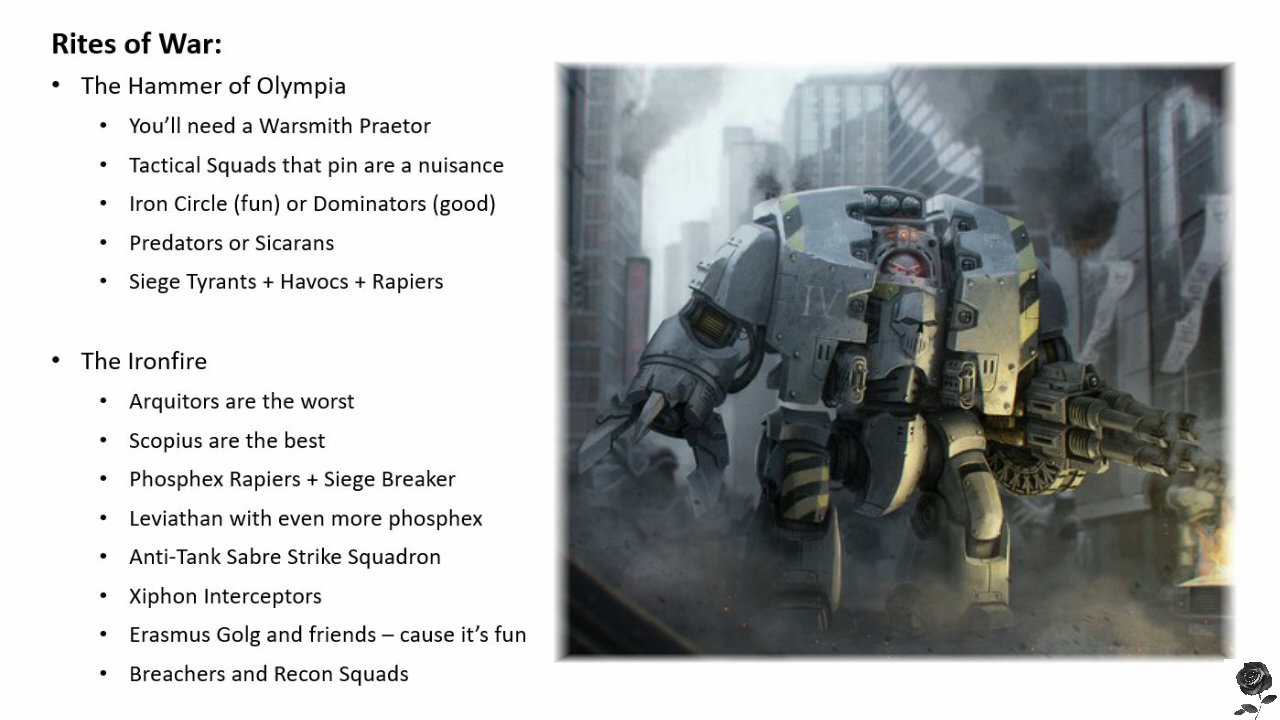 Rites of War:
• The Hammer of Olympia
• You’ll need a Warsmith Praetor
• Tactical Squads that pin are a nuisance
• Iron Circle (fun) or Dominators (good)
• Predators or Sicarans
• Siege Tyrants + Havocs + Rapiers
• The Ironfire
• Arquitors are the worst
• Scopius are the best
• Phosphex Rapiers + Siege Breaker
• Leviathan with even more phosphex
• Anti-Tank Sabre Strike Squadron
• Xiphon Interceptors
• Erasmus Golg and friends – cause it’s fun
• Breachers and Recon Squads
IV